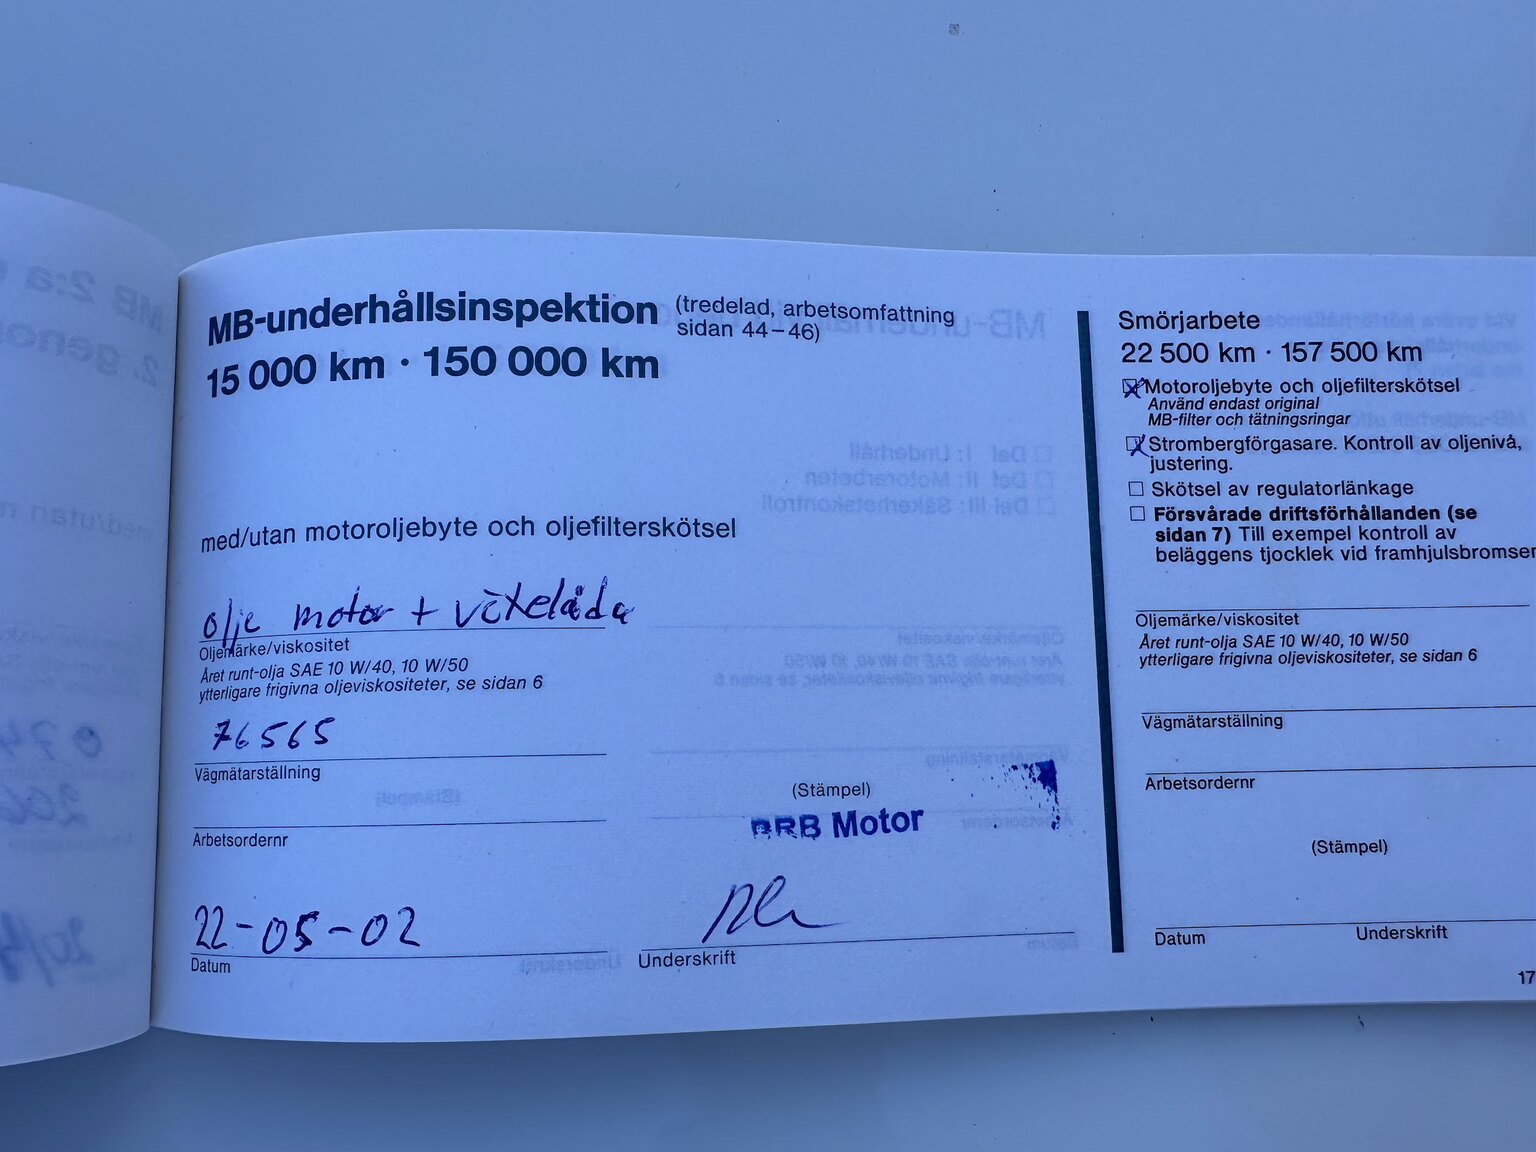 MB-underhållsinspektion (tredelad, arbetsomfattning
sidan 44–46)
15 000 km · 150 000 km
med/utan motoroljebyte och oljefilterskötsel
olje motor + växelåda
Oljemärke/viskositet
Året runt-olja SAE 10 W/40, 10 W/50
ytterligare frigivna oljeviskositeter, se sidan 6
76565
Vägmätarställning
Arbetsordernr
(Stämpel)
Motor
22-05-02
Datum
Underskrift
Smörjarbete
22 500 km · 157 500 km
Motoroljebyte och oljefilterskötsel
Använd endast original
MB-filter och tätningsringar
Strombergförgasare. Kontroll av oljenivå,
justering.
Skötsel av regulatorlänkage
Försvårade driftsförhållanden (se
sidan 7) Till exempel kontroll av
beläggens tjocklek vid framhjulsbromsen
Oljemärke/viskositet
Året runt-olja SAE 10 W/40, 10 W/50
ytterligare frigivna oljeviskositeter, se sidan 6
Vägmätarställning
Arbetsordernr
(Stämpel)
Datum
Underskrift
17